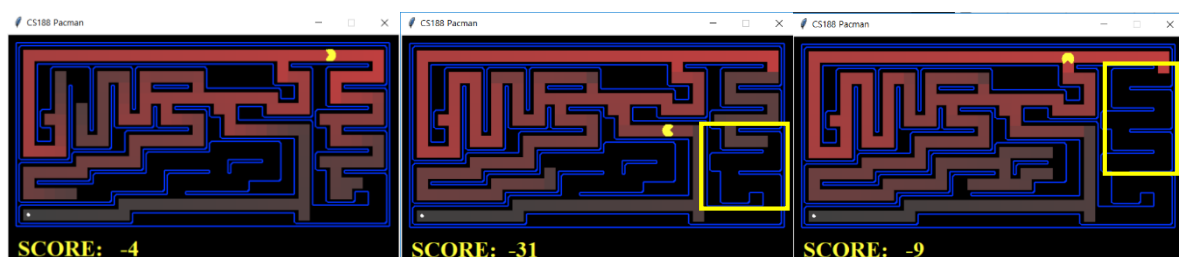 CS188 Pacman
SCORE: -4
CS188 Pacman
SCORE: -31
CS188 Pacman
SCORE: -9